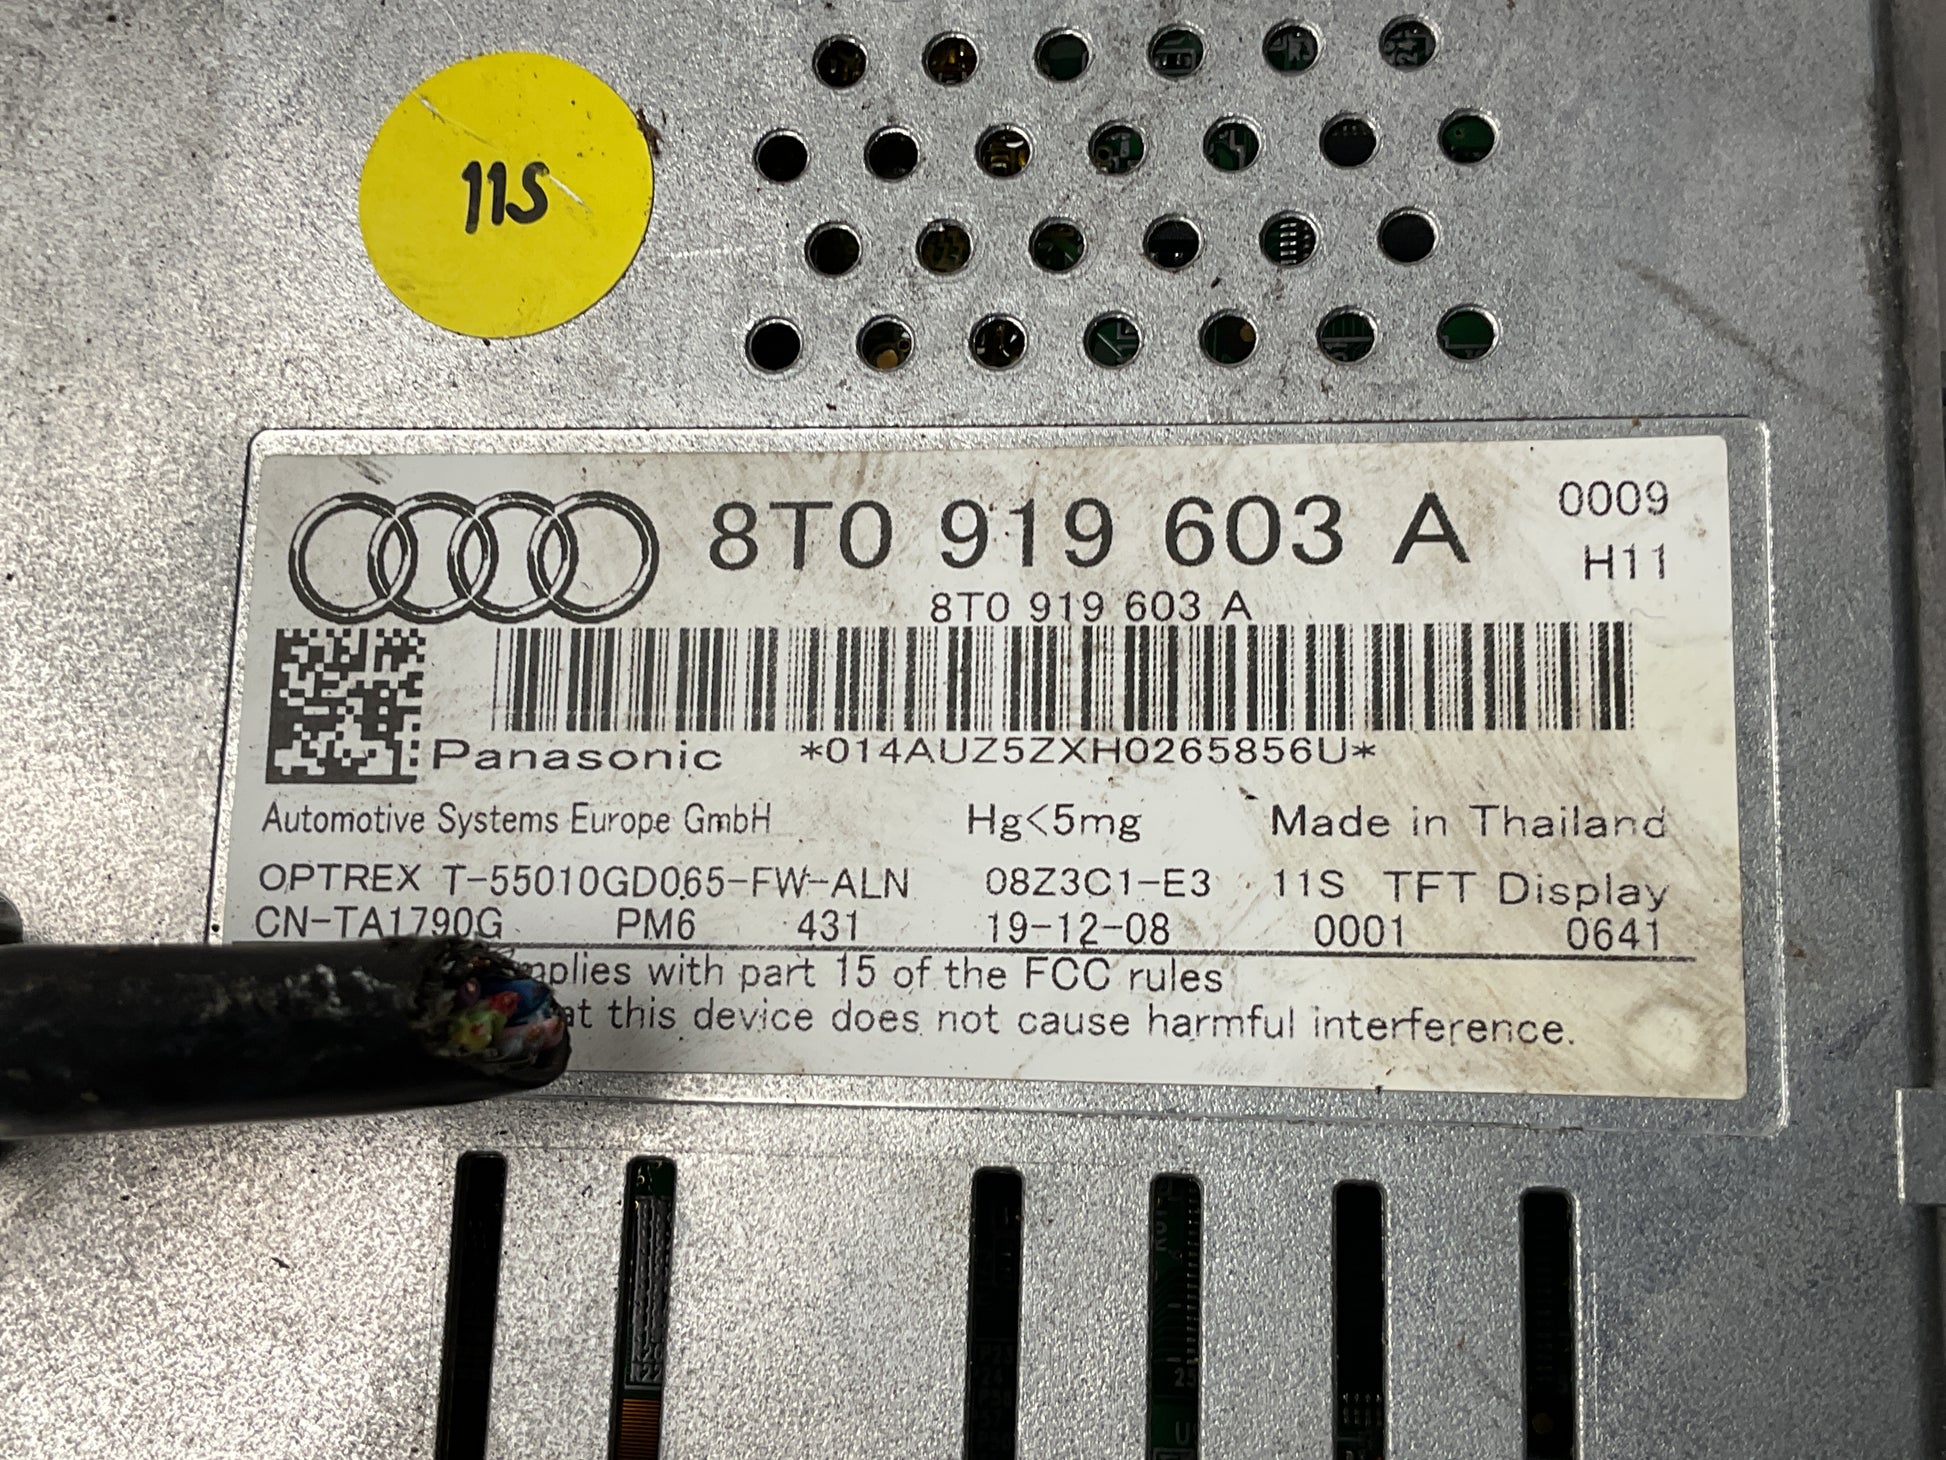 11S
8T0 919 603 A
0009
H11
8T0 919 603 A
Panasonic *014AUZ5ZXH0265856U*
Automotive Systems Europe GmbH Hg<5mg Made in Thailand
OPTREX T-55010GD065-FW-ALN 08Z3C1-E3 11S TFT Display
CN-TA1790G PM6 431 19-12-08 0001 0641
with part 15 of the FCC rules
this device does not cause harmful interference.